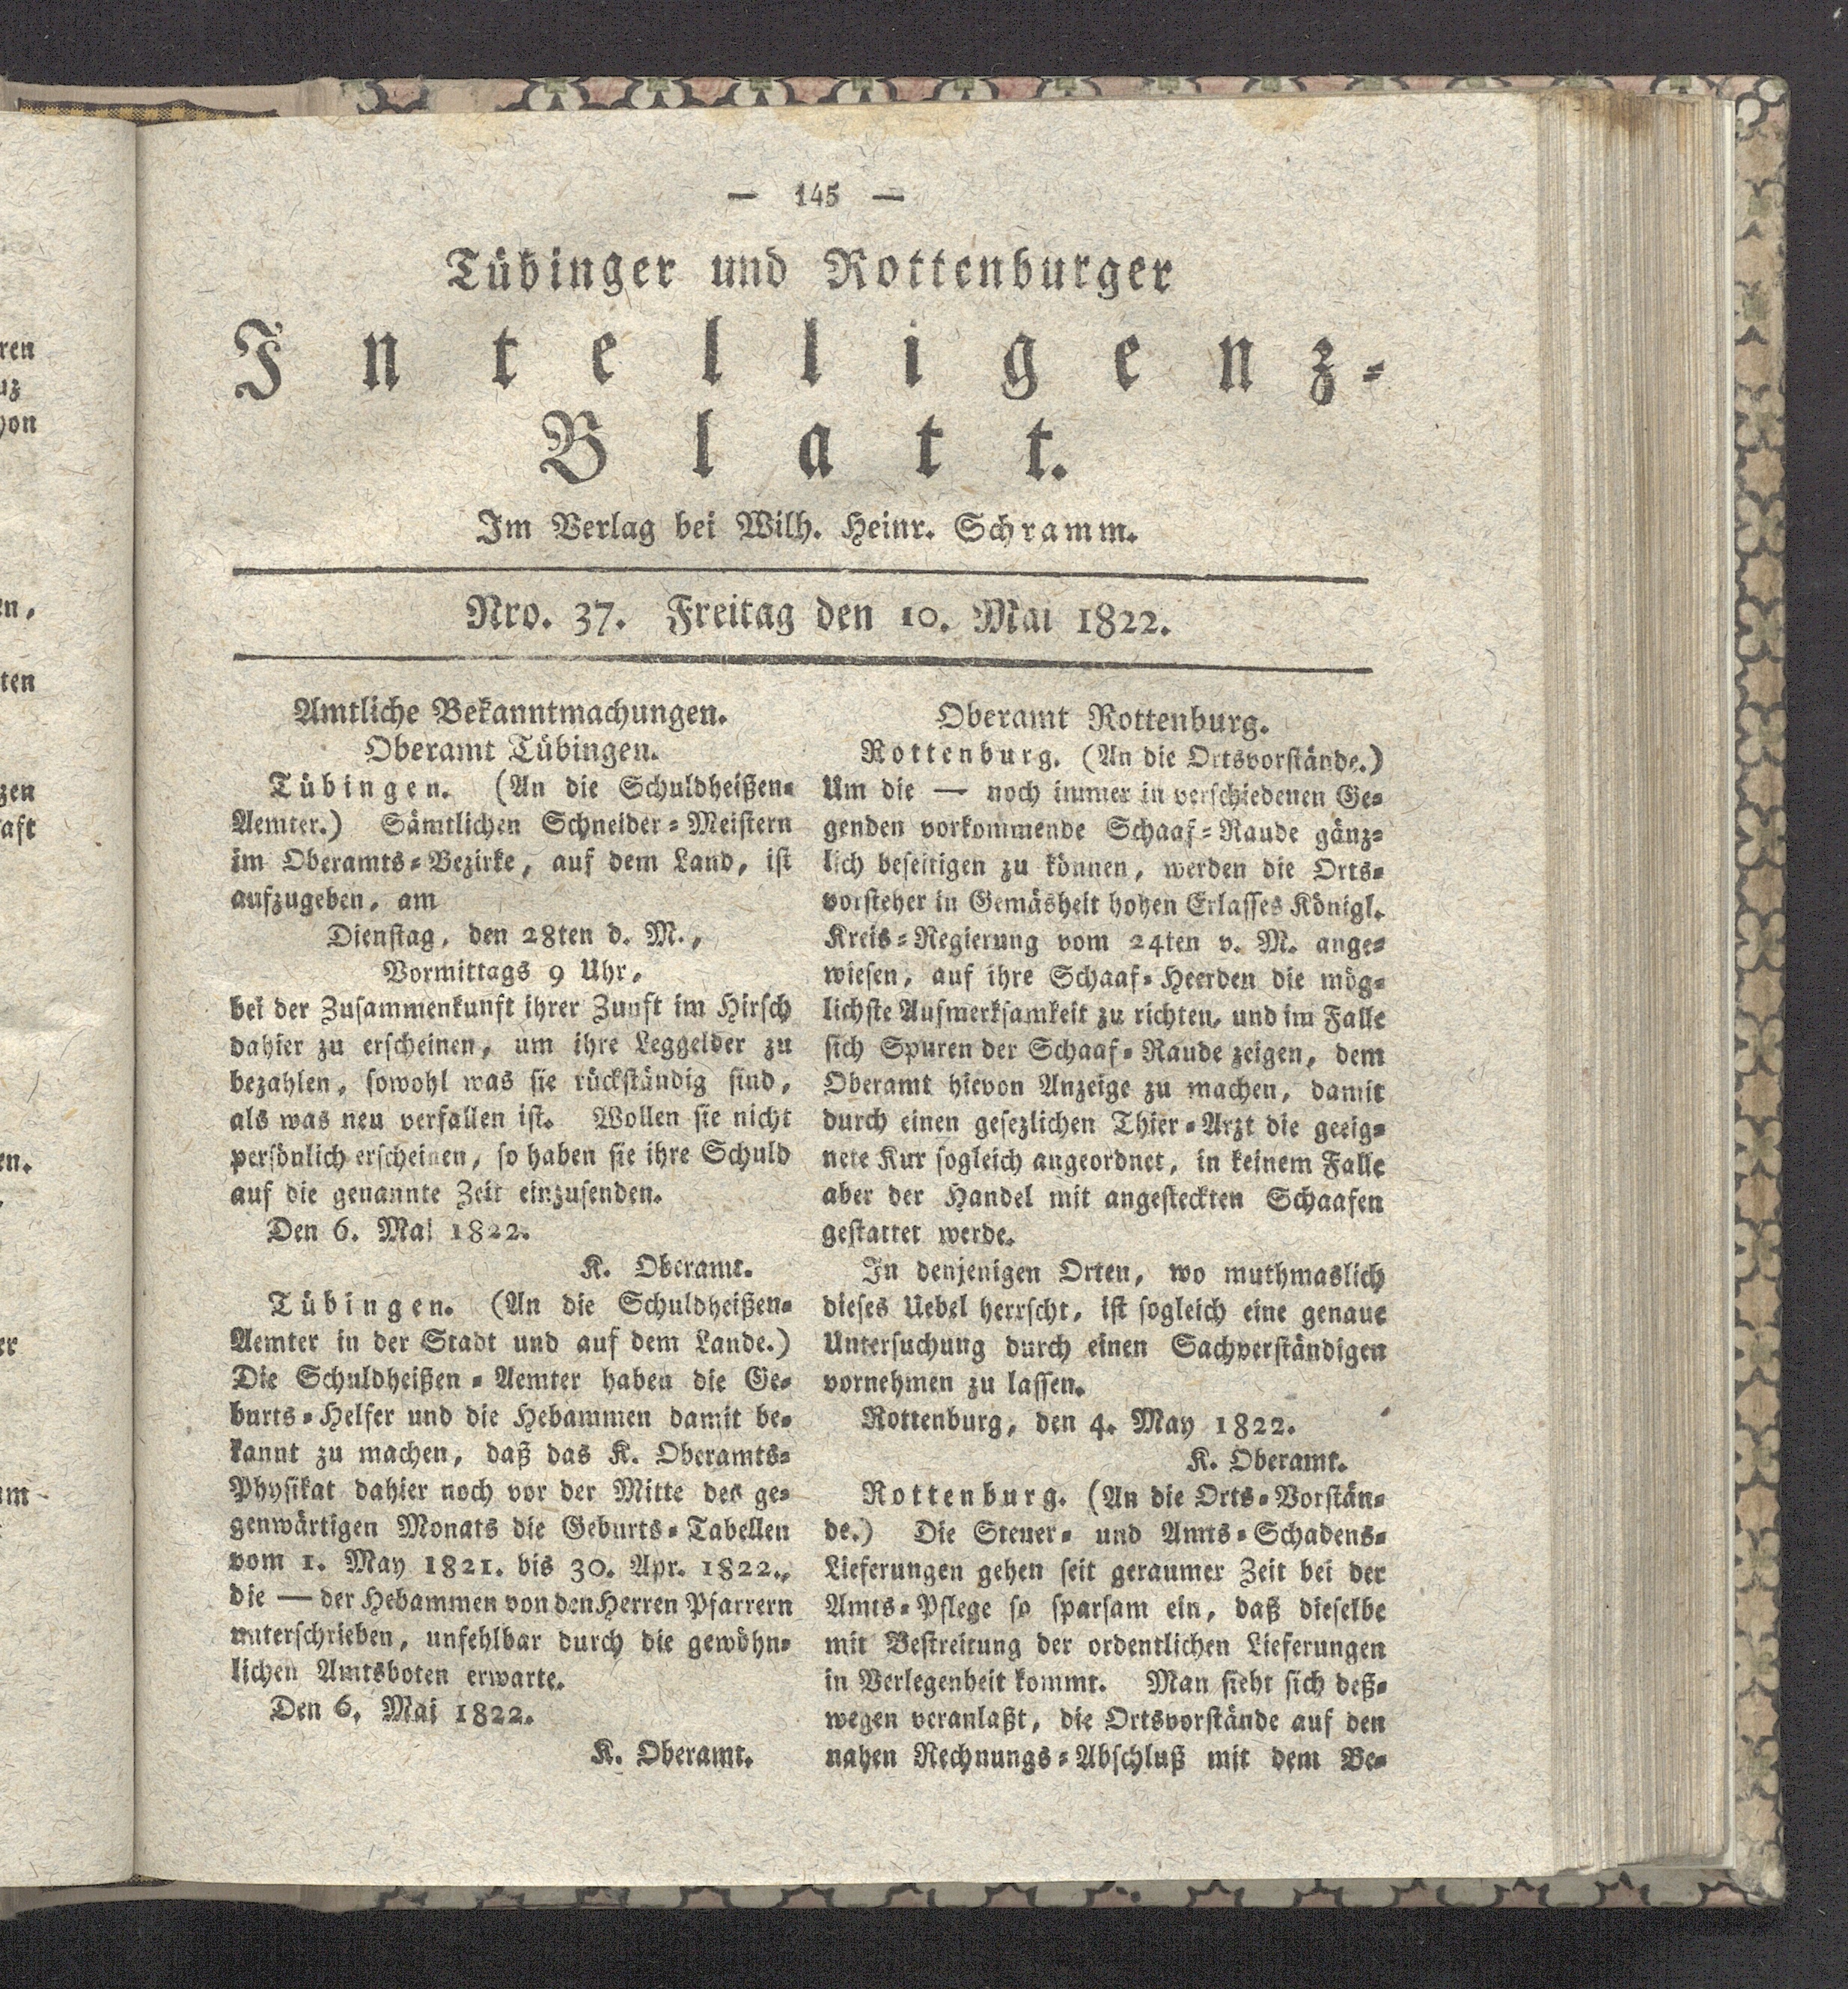 — 145 —
Tübinger und Rottenburger
Intelligenz-
Blatt.
Im Verlag bei Wilh. Heinr. Schramm.
Nro. 37. Freitag den 10. Mai 1822.
Amtliche Bekanntmachungen.
Oberamt Tübingen.
Tübingen. (An die Schuldheißen-
Aemter.) Sämtlichen Schneider-Meistern
im Oberamts-Bezirke, auf dem Land, ist
aufzugeben, am
Dienstag, den 28ten d. M.,
Vormittags 9 Uhr,
bei der Zusammenkunft ihrer Zunft im Hirsch
dahier zu erscheinen, um ihre Leggelder zu
bezahlen, sowohl was sie rückständig sind,
als was neu verfallen ist. Wollen sie nicht
persönlich erscheinen, so haben sie ihre Schuld
auf die genannte Zeit einzusenden.
Den 6. Mai 1822.
K. Oberamt.
Tübingen. (An die Schuldheißen-
Aemter in der Stadt und auf dem Lande.)
Die Schuldheißen-Aemter haben die Ge-
burts-Helfer und die Hebammen damit be-
kannt zu machen, daß das K. Oberamts-
Physikat dahier noch vor der Mitte des ge-
genwärtigen Monats die Geburts-Tabellen
vom 1. May 1821. bis 30. Apr. 1822.,
die — der Hebammen von den Herren Pfarrern
unterschrieben, unfehlbar durch die gewöhn-
lichen Amtsboten erwarte.
Den 6. Mai 1822.
K. Oberamt.
Oberamt Rottenburg.
Rottenburg. (An die Ortsvorstände.)
Um die — noch immer in verschiedenen Ge-
genden vorkommende Schaaf-Raude gänz-
lich beseitigen zu können, werden die Orts-
vorsteher in Gemäsheit hohen Erlasses Königl.
Kreis-Regierung vom 24ten v. M. ange-
wiesen, auf ihre Schaaf-Heerden die mög-
lichste Aufmerksamkeit zu richten, und im Falle
sich Spuren der Schaaf-Raude zeigen, dem
Oberamt hievon Anzeige zu machen, damit
durch einen gesezlichen Thier-Arzt die geeig-
nete Kur sogleich angeordnet, in keinem Falle
aber der Handel mit angesteckten Schaafen
gestattet werde.
In denjenigen Orten, wo muthmaslich
dieses Uebel herrscht, ist sogleich eine genaue
Untersuchung durch einen Sachverständigen
vornehmen zu lassen.
Rottenburg, den 4. May 1822.
K. Oberamt.
Rottenburg. (An die Orts-Vorstän-
de.) Die Steuer- und Amts-Schadens-
Lieferungen gehen seit geraumer Zeit bei der
Amts-Pflege so sparsam ein, daß dieselbe
mit Bestreitung der ordentlichen Lieferungen
in Verlegenheit kommt. Man sieht sich deß-
wegen veranlaßt, die Ortsvorstände auf den
nahen Rechnungs-Abschluß mit dem Be-